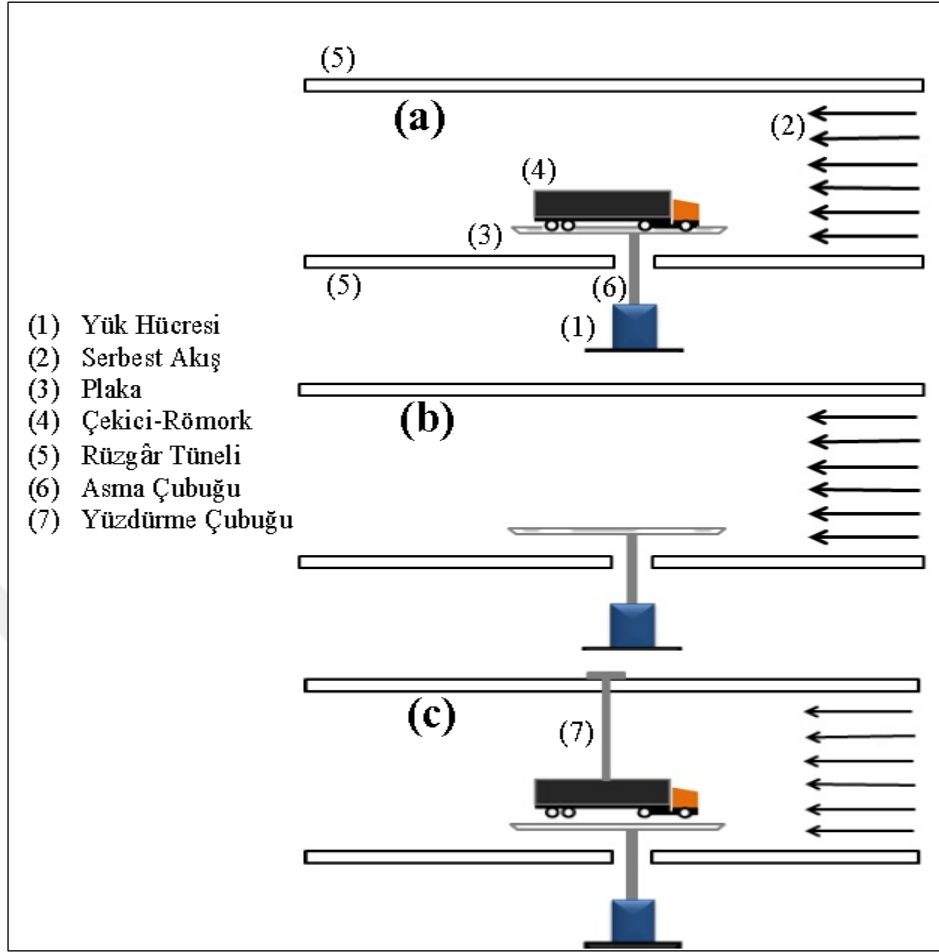 (5)
(a)
(2)
(4)
(3)
(5)
(6)
(1)
(1) Yük Hücresi
(2) Serbest Akış
(3) Plaka
(4) Çekici-Römork
(5) Rüzgâr Tüneli
(6) Asma Çubuğu
(7) Yüzdürme Çubuğu
(b)
(c)
(7)